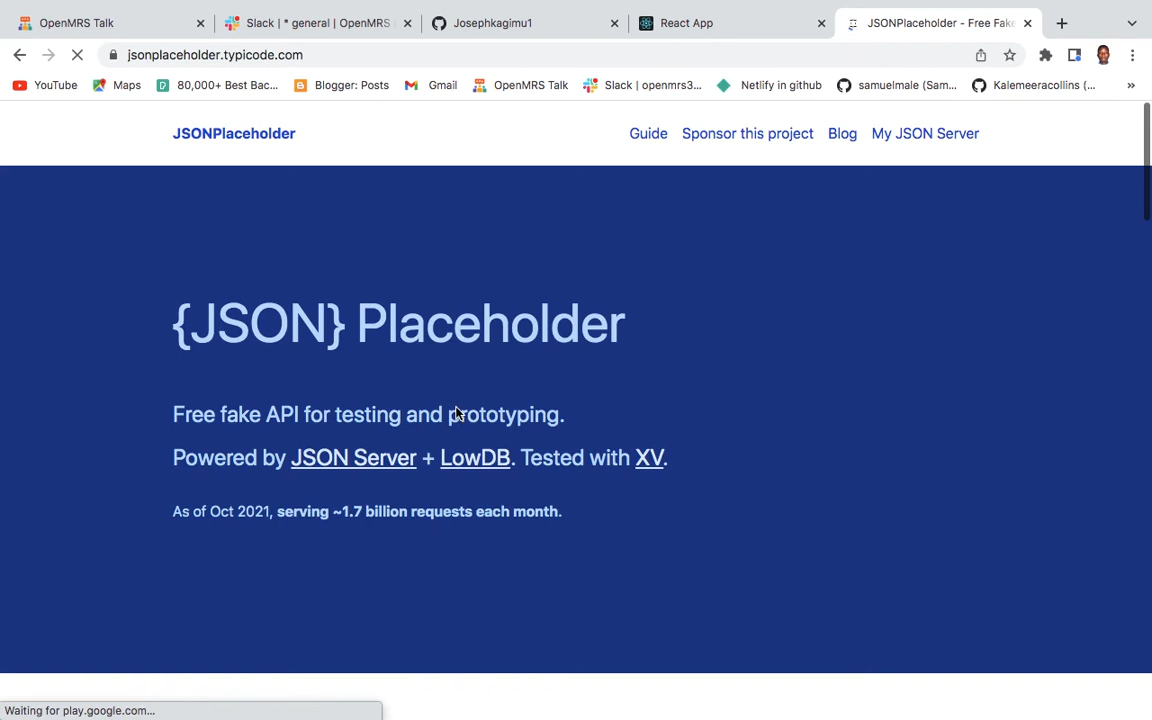 OpenMRS Talk
Slack | * general | OpenMRS
Josephkagimu1
React App
JSONPlaceholder - Free Fake
jsonplaceholder.typicode.com
YouTube
Maps
80,000+ Best Bac...
Blogger: Posts
Gmail
OpenMRS Talk
Slack | openmrs3...
Netlify in github
samuelmale (Sam...
Kalemeeracollins (...
»
JSONPlaceholder
Guide
Sponsor this project
Blog
My JSON Server
{JSON} Placeholder
Free fake API for testing and prototyping.
Powered by JSON Server + LowDB. Tested with XV.
As of Oct 2021, serving ~1.7 billion requests each month.
Waiting for play.google.com...